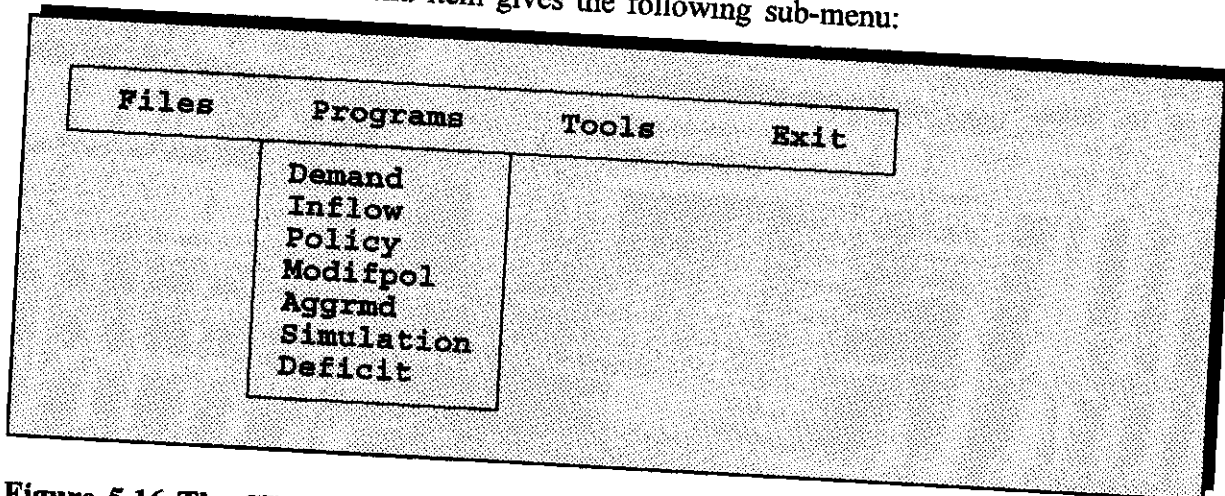 item gives the following sub-menu:
Files Programs Tools Exit
Demand
Inflow
Policy
Modifpol
Aggrmd
Simulation
Deficit
Figure 5.16 The